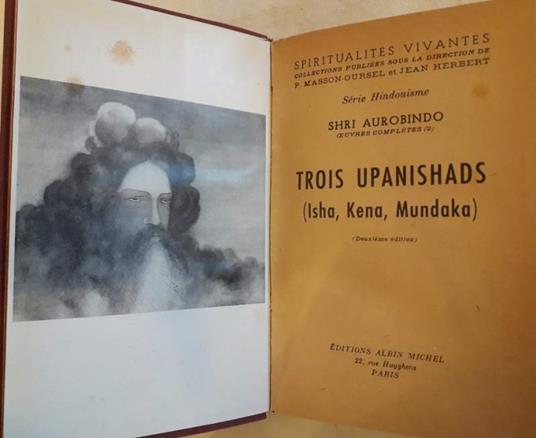 SPIRITUALITÉS VIVANTES
COLLECTIONS PUBLIÉES SOUS LA DIRECTION DE
P. MASSON-OURSEL et JEAN HERBERT
Série Hindouisme
SHRI AUROBINDO
ŒUVRES COMPLÈTES (2)
TROIS UPANISHADS
(Isha, Kena, Mundaka)
(Deuxième édition)
ÉDITIONS ALBIN MICHEL
22, rue Huyghens
PARIS